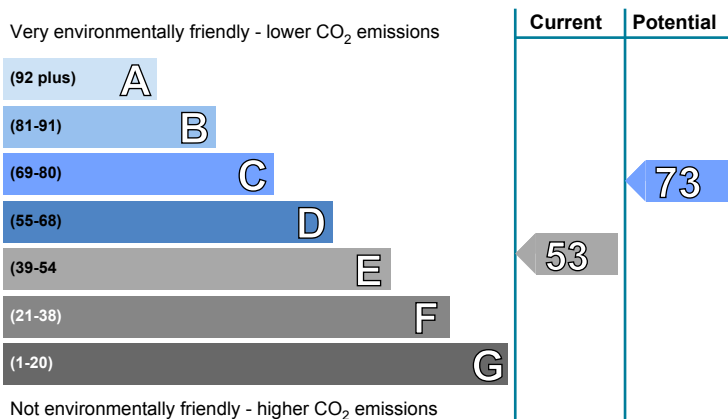 Current Potential
Very environmentally friendly - lower CO2 emissions
(92 plus) A
(81-91) B
(69-80) C
73
(55-68) D
(39-54 E
53
(21-38) F
(1-20) G
Not environmentally friendly - higher CO2 emissions